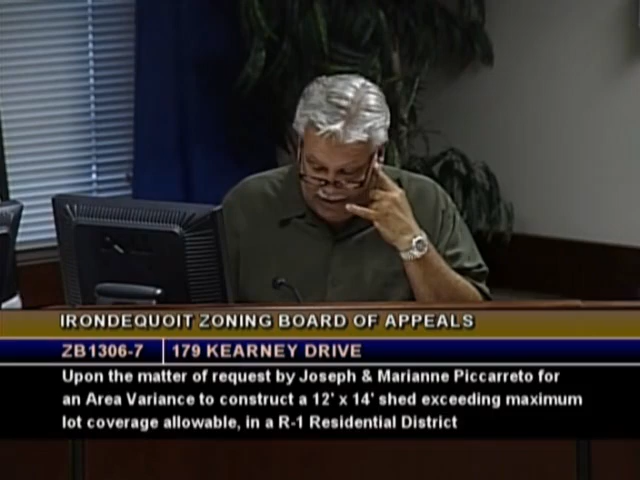 IRONDEQUOIT ZONING BOARD OF APPEALS
ZB1306-7 179 KEARNEY DRIVE
Upon the matter of request by Joseph & Marianne Piccarreto for
an Area Variance to construct a 12' x 14' shed exceeding maximum
lot coverage allowable, in a R-1 Residential District